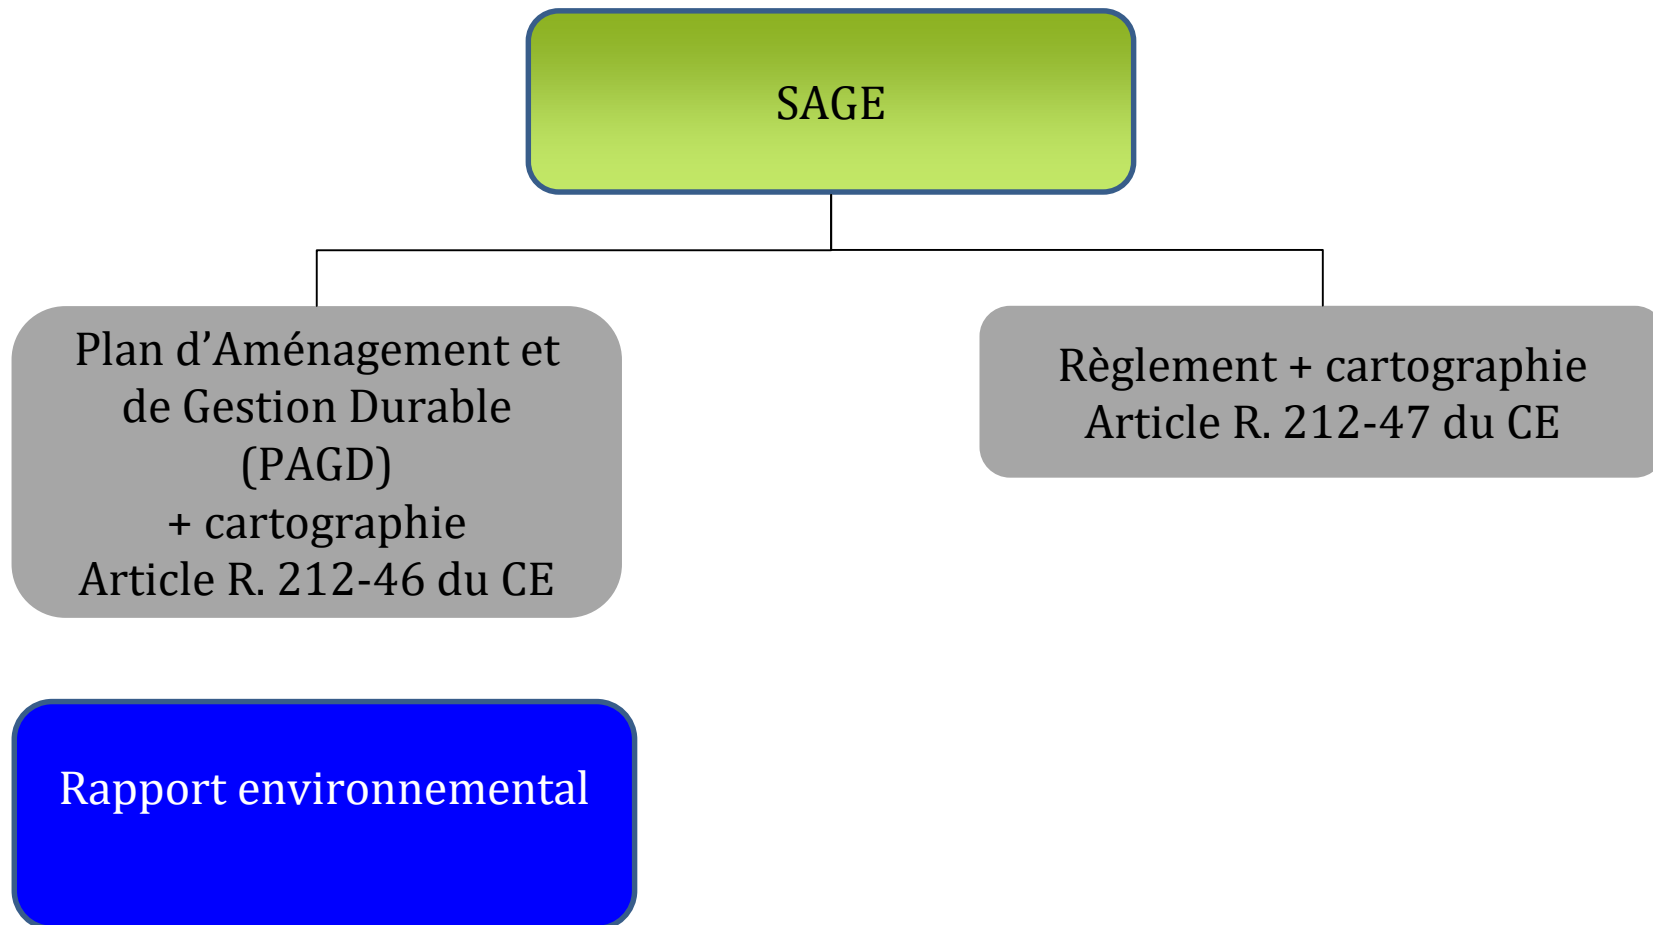 SAGE
Plan d’Aménagement et
de Gestion Durable
(PAGD)
+ cartographie
Article R. 212-46 du CE
Règlement + cartographie
Article R. 212-47 du CE
Rapport environnemental